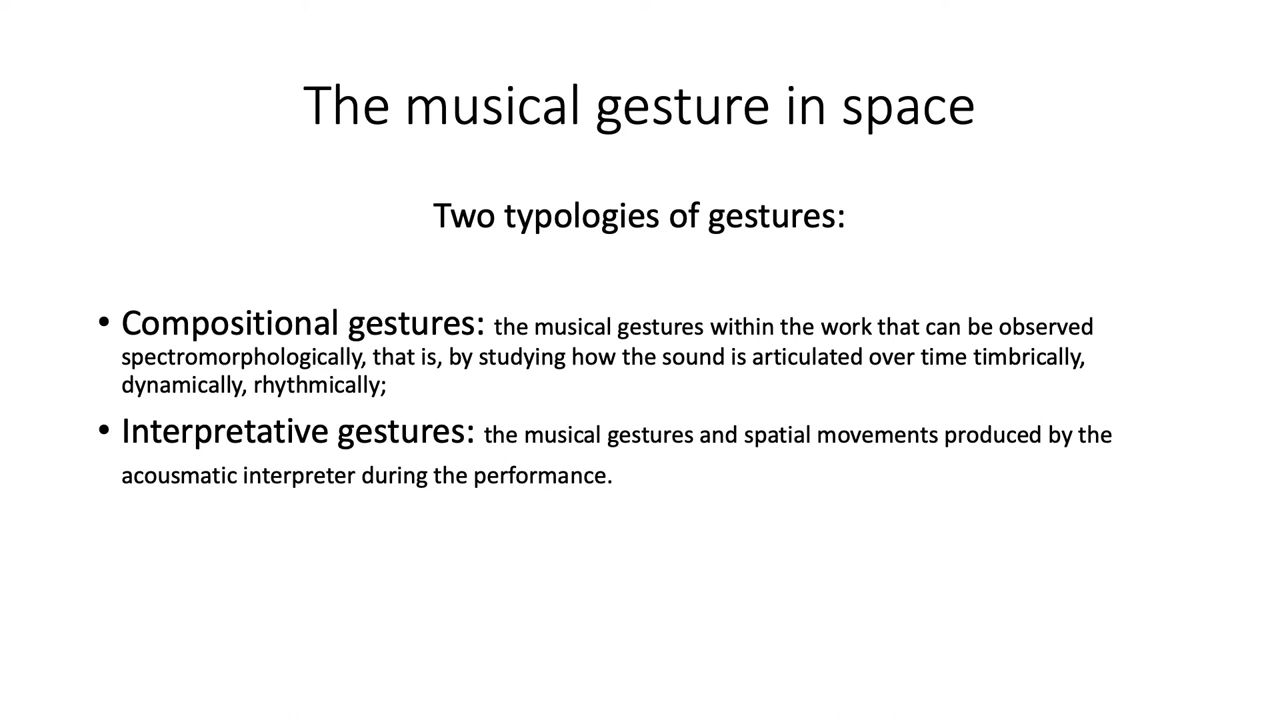 The musical gesture in space
Two typologies of gestures:
• Compositional gestures: the musical gestures within the work that can be observed
spectromorphologically, that is, by studying how the sound is articulated over time timbrically,
dynamically, rhythmically;
• Interpretative gestures: the musical gestures and spatial movements produced by the
acousmatic interpreter during the performance.